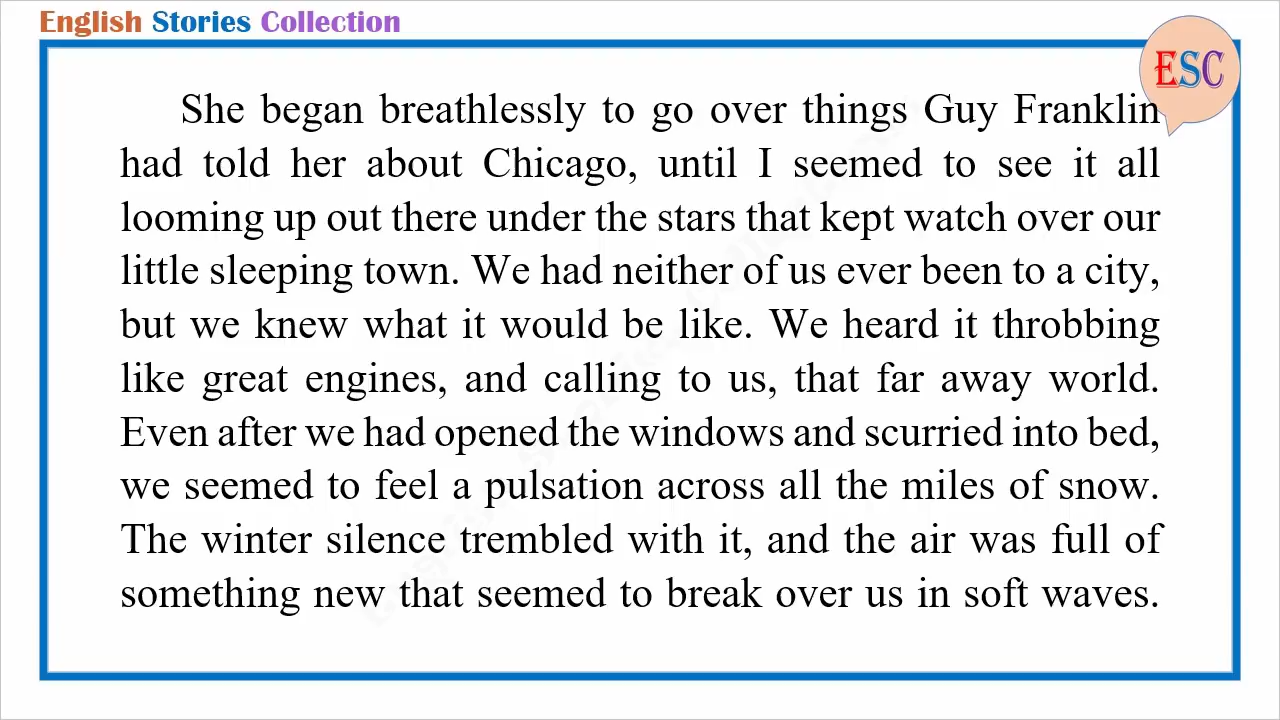 English Stories Collection
ESC
She began breathlessly to go over things Guy Franklin
had told her about Chicago, until I seemed to see it all
looming up out there under the stars that kept watch over our
little sleeping town. We had neither of us ever been to a city,
but we knew what it would be like. We heard it throbbing
like great engines, and calling to us, that far away world.
Even after we had opened the windows and scurried into bed,
we seemed to feel a pulsation across all the miles of snow.
The winter silence trembled with it, and the air was full of
something new that seemed to break over us in soft waves.